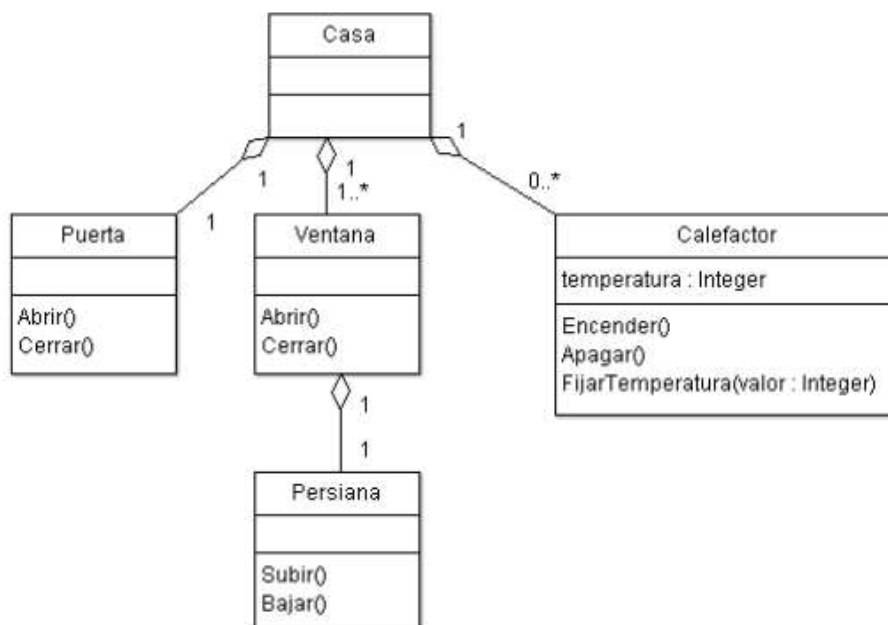 Casa
1
1
1
1
1..*
0..*
Puerta
Abrir()
Cerrar()
Ventana
Abrir()
Cerrar()
Calefactor
temperatura : Integer
Encender()
Apagar()
FijarTemperatura(valor : Integer)
1
1
Persiana
Subir()
Bajar()